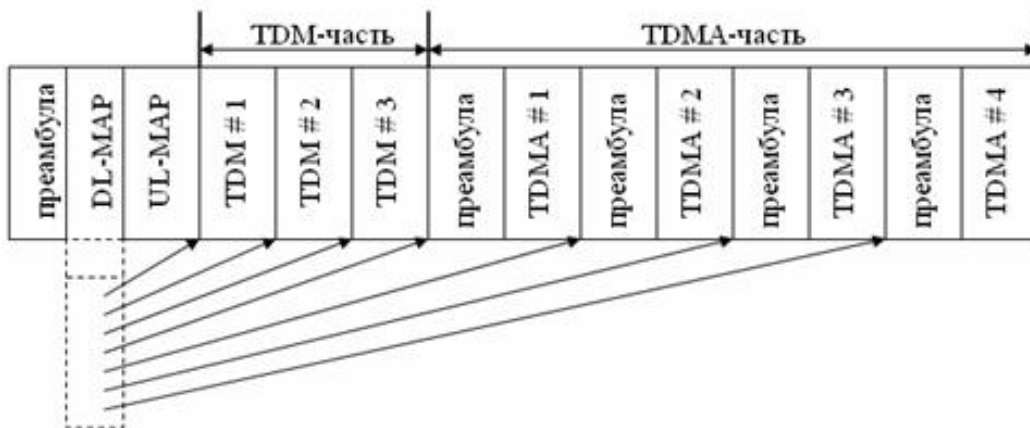 TDM-часть
TDMA-часть
преамбула
DL-MAP
UL-MAP
TDM # 1
TDM # 2
TDM # 3
преамбула
TDMA # 1
преамбула
TDMA # 2
преамбула
TDMA # 3
преамбула
TDMA # 4